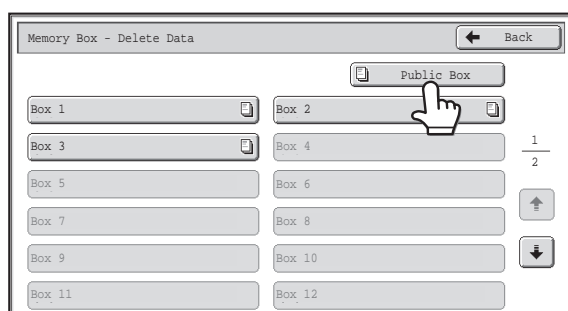 Memory Box - Delete Data Back
Public Box
Box 1 Box 2
Box 3 Box 4
1
2
Box 5 Box 6
Box 7 Box 8
Box 9 Box 10
Box 11 Box 12